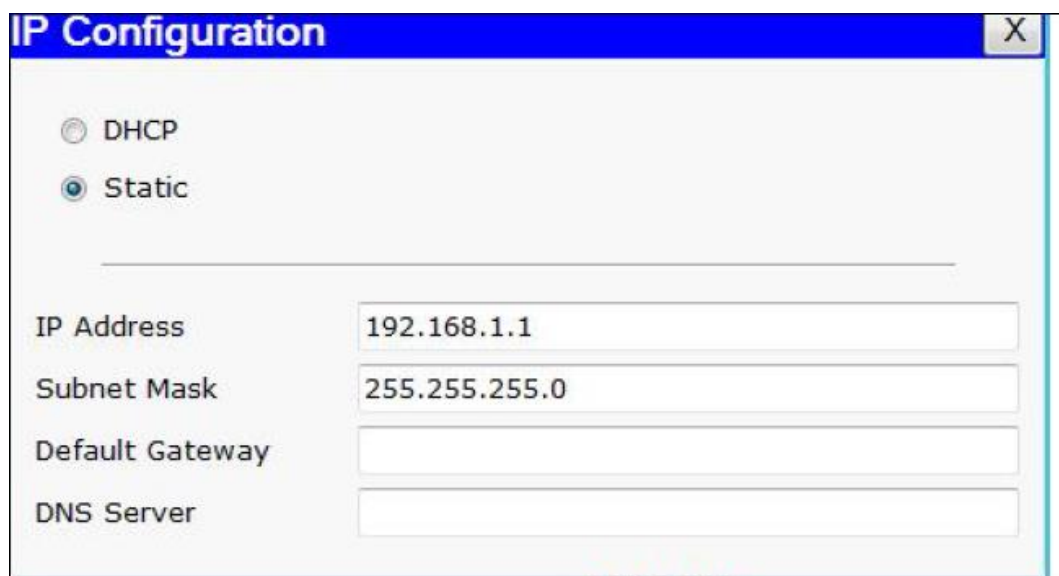 IP Configuration X
DHCP
Static
IP Address 192.168.1.1
Subnet Mask 255.255.255.0
Default Gateway
DNS Server